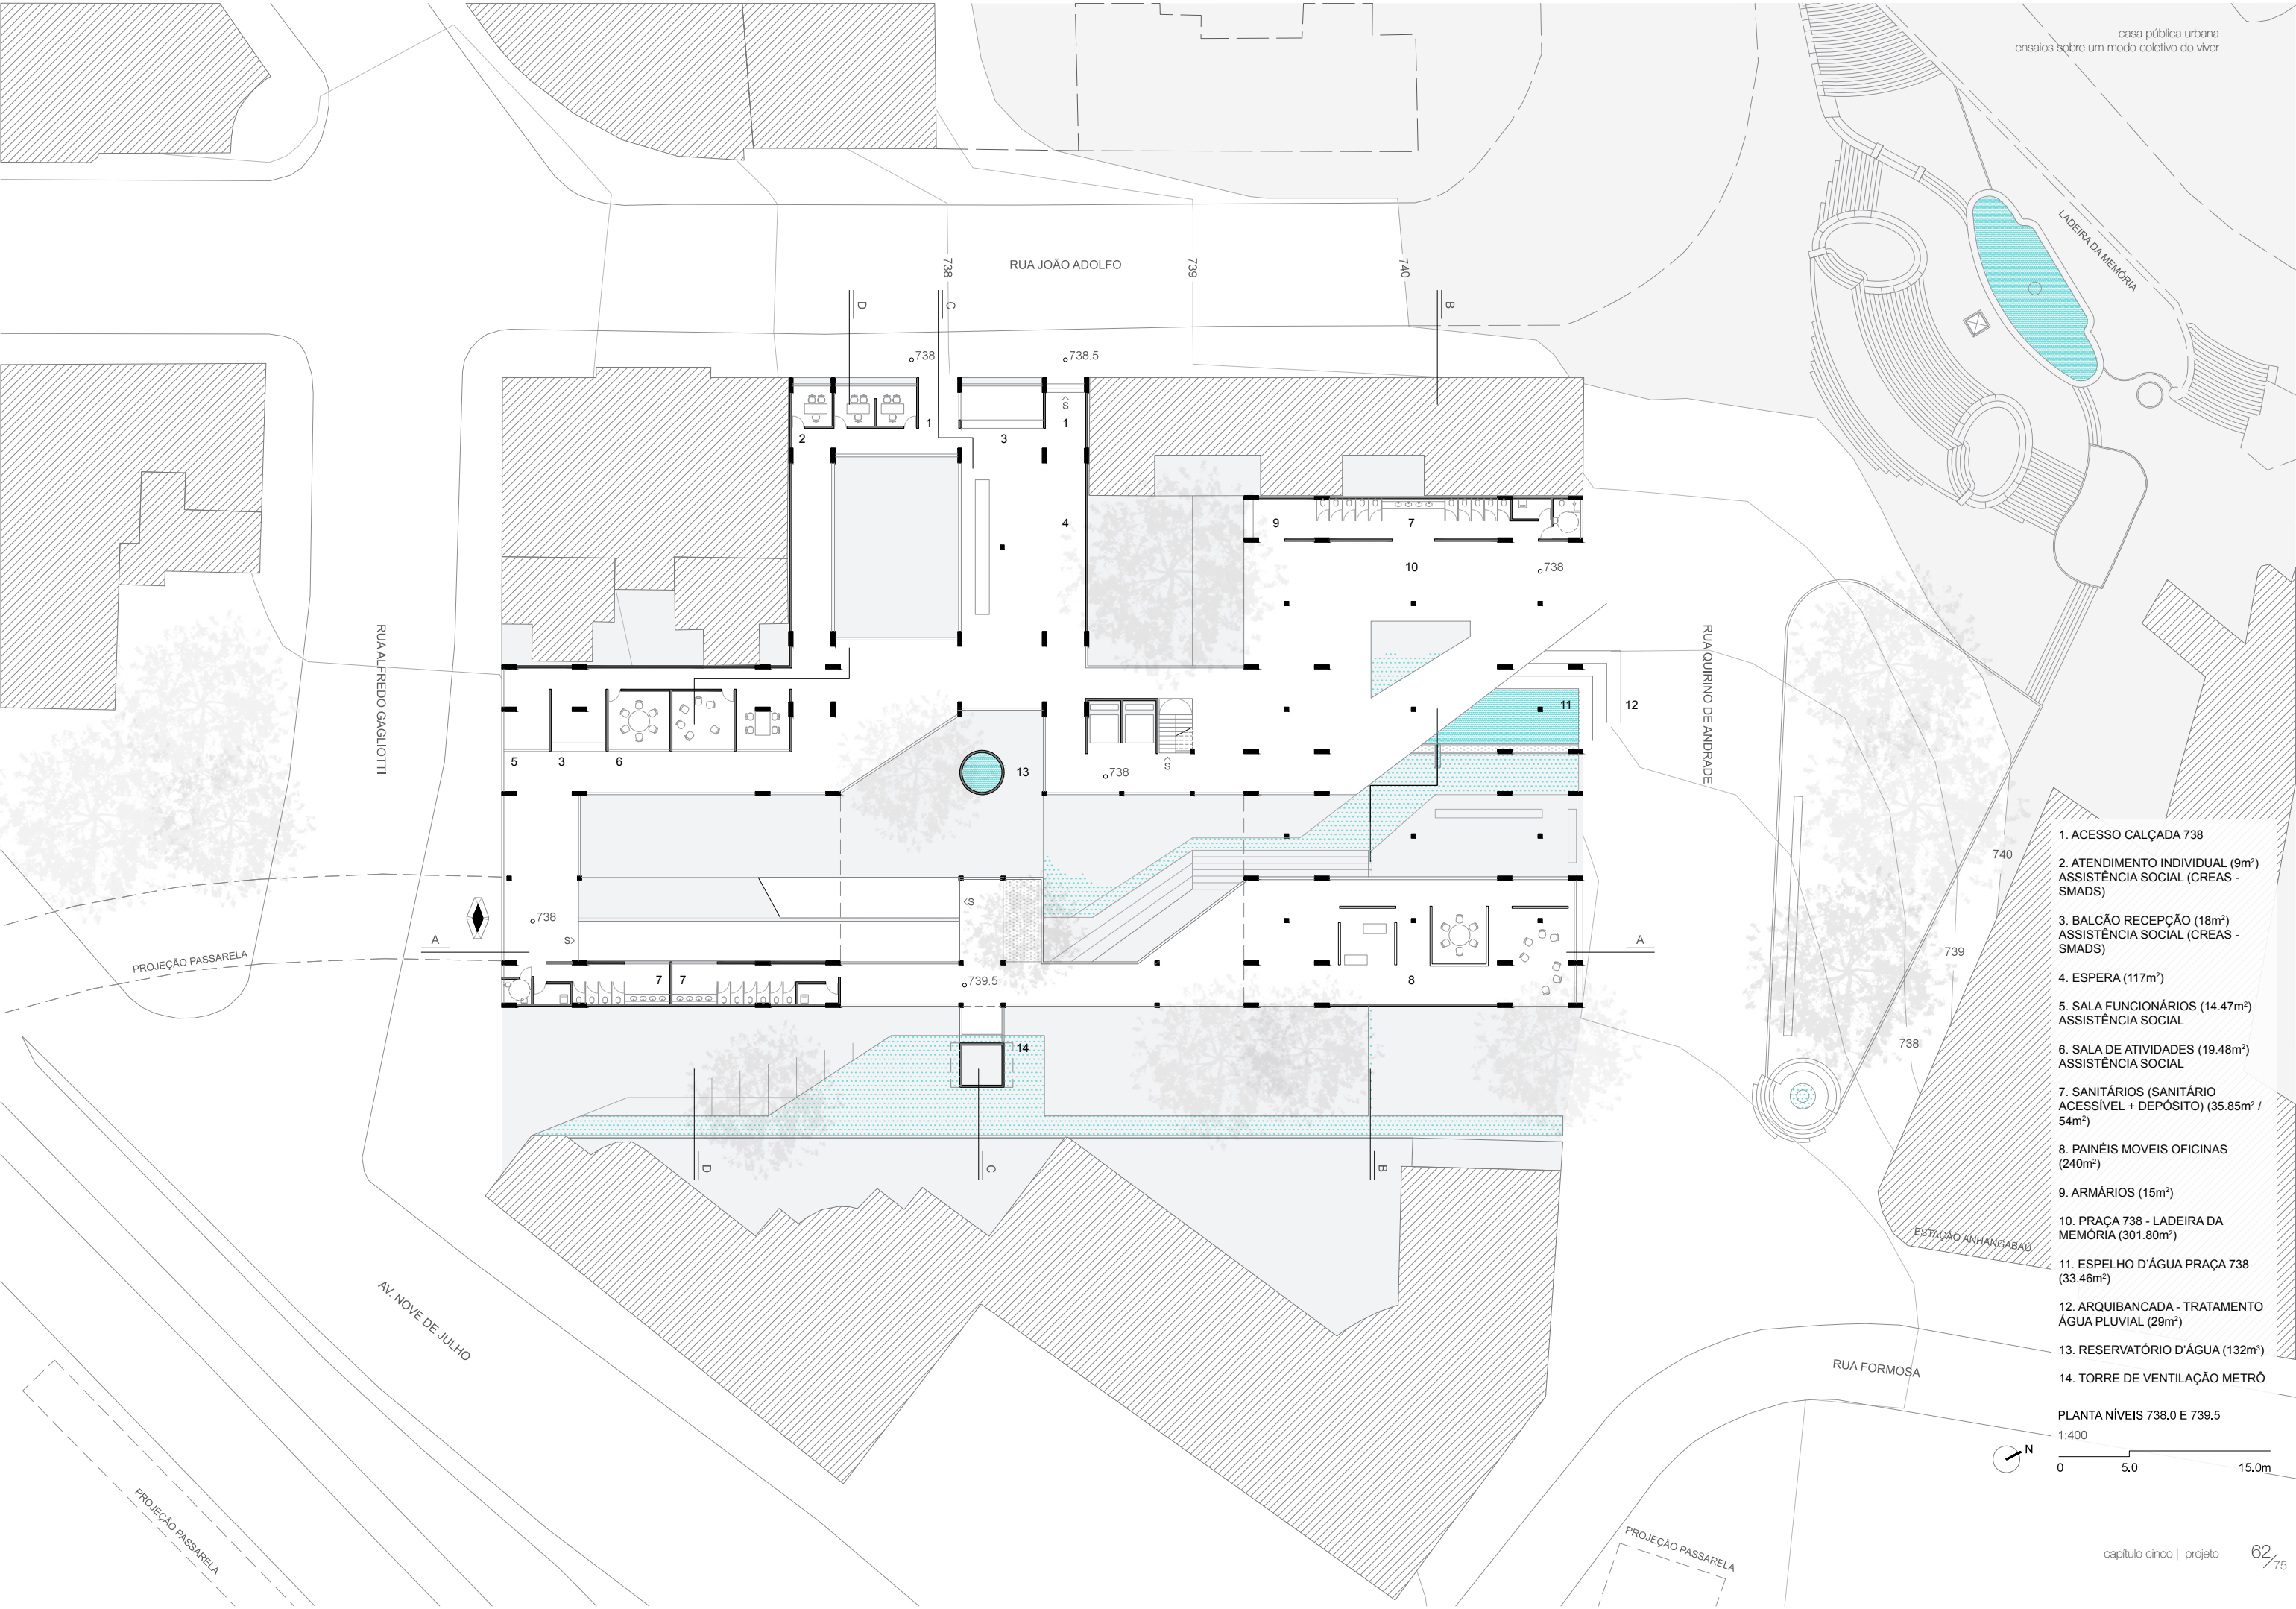 casa pública urbana
ensaios sobre um modo coletivo do viver
LADEIRA DA MEMÓRIA
RUA JOÃO ADOLFO
738
739
740
D
C
B
738
738.5
S
1
1
2
3
4
9
7
10
738
RUA ALFREDO GAGLIOTTI
RUA QUIRINO DE ANDRADE
11
12
5
3
6
13
738
S
S
738
S
A
A
7
7
8
739.5
14
740
739
738
PROJEÇÃO PASSARELA
D
C
B
AV. NOVE DE JULHO
PROJEÇÃO PASSARELA
ESTAÇÃO ANHANGABAÚ
RUA FORMOSA
PROJEÇÃO PASSARELA
1. ACESSO CALÇADA 738
2. ATENDIMENTO INDIVIDUAL (9m²)
ASSISTÊNCIA SOCIAL (CREAS -
SMADS)
3. BALCÃO RECEPÇÃO (18m²)
ASSISTÊNCIA SOCIAL (CREAS -
SMADS)
4. ESPERA (117m²)
5. SALA FUNCIONÁRIOS (14.47m²)
ASSISTÊNCIA SOCIAL
6. SALA DE ATIVIDADES (19.48m²)
ASSISTÊNCIA SOCIAL
7. SANITÁRIOS (SANITÁRIO
ACESSÍVEL + DEPÓSITO) (35.85m² /
54m²)
8. PAINÉIS MOVEIS OFICINAS
(240m²)
9. ARMÁRIOS (15m²)
10. PRAÇA 738 - LADEIRA DA
MEMÓRIA (301.80m²)
11. ESPELHO D'ÁGUA PRAÇA 738
(33.46m²)
12. ARQUIBANCADA - TRATAMENTO
ÁGUA PLUVIAL (29m²)
13. RESERVATÓRIO D'ÁGUA (132m³)
14. TORRE DE VENTILAÇÃO METRÔ
PLANTA NÍVEIS 738.0 E 739.5
1:400
N
0 5.0 15.0m
capítulo cinco | projeto 62/75